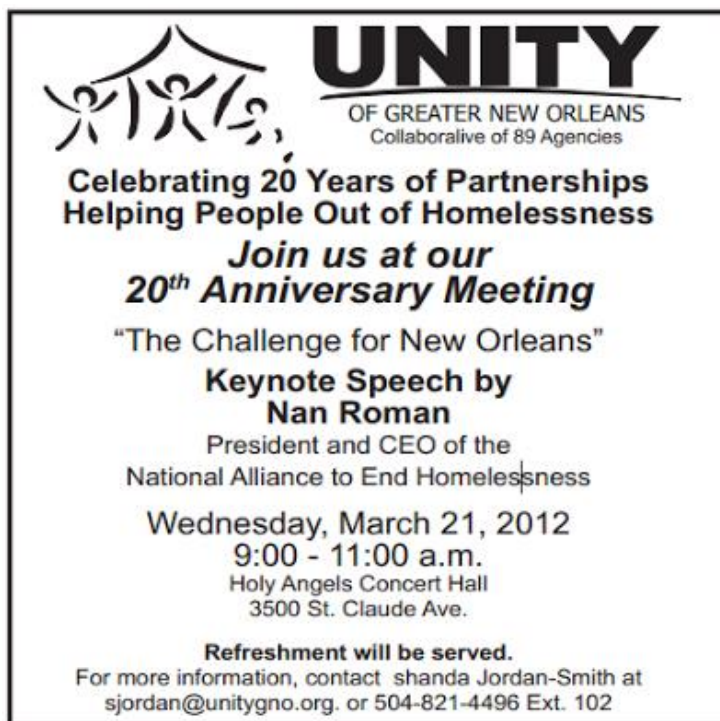 UNITY
OF GREATER NEW ORLEANS
Collaboralive of 89 Agencies
Celebrating 20 Years of Partnerships
Helping People Out of Homelessness
Join us at our
20th Anniversary Meeting
“The Challenge for New Orleans”
Keynote Speech by
Nan Roman
President and CEO of the
National Alliance to End Homelessness
Wednesday, March 21, 2012
9:00 - 11:00 a.m.
Holy Angels Concert Hall
3500 St. Claude Ave.
Refreshment will be served.
For more information, contact shanda Jordan-Smith at
sjordan@unitygno.org. or 504-821-4496 Ext. 102